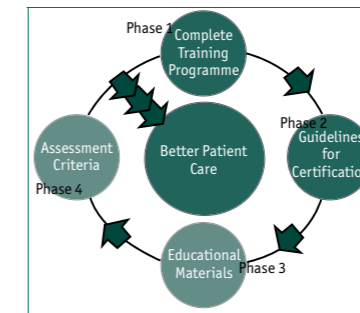 Phase 1
Complete
Training
Programme
Phase 2
Guidelines
for
Certification
Better Patient
Care
Assessment
Criteria
Phase 4
Educational
Materials
Phase 3